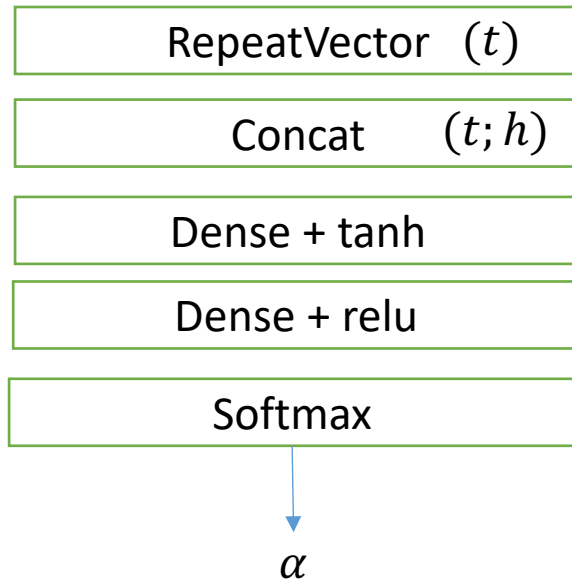 RepeatVector (𝑡)
Concat (𝑡; ℎ)
Dense + tanh
Dense + relu
Softmax
𝛼